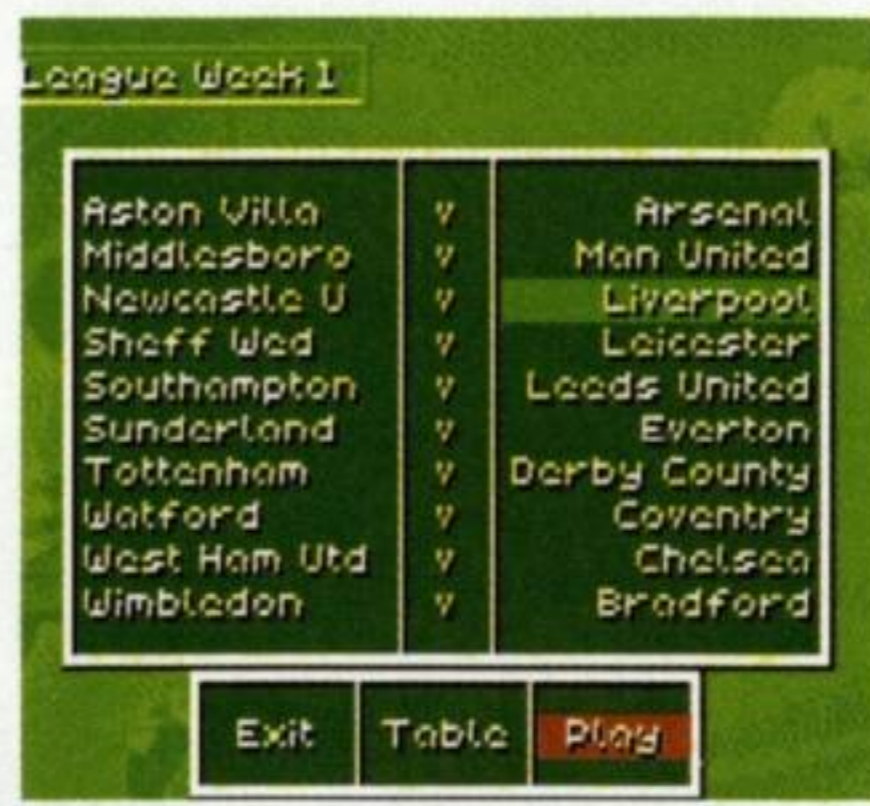 League Week 1
Aston Villa v Arsenal
Middlesboro v Man United
Newcastle U v Liverpool
Sheff Wed v Leicester
Southampton v Leeds United
Sunderland v Everton
Tottenham v Derby County
Watford v Coventry
West Ham Utd v Chelsea
Wimbledon v Bradford
Exit Table Play